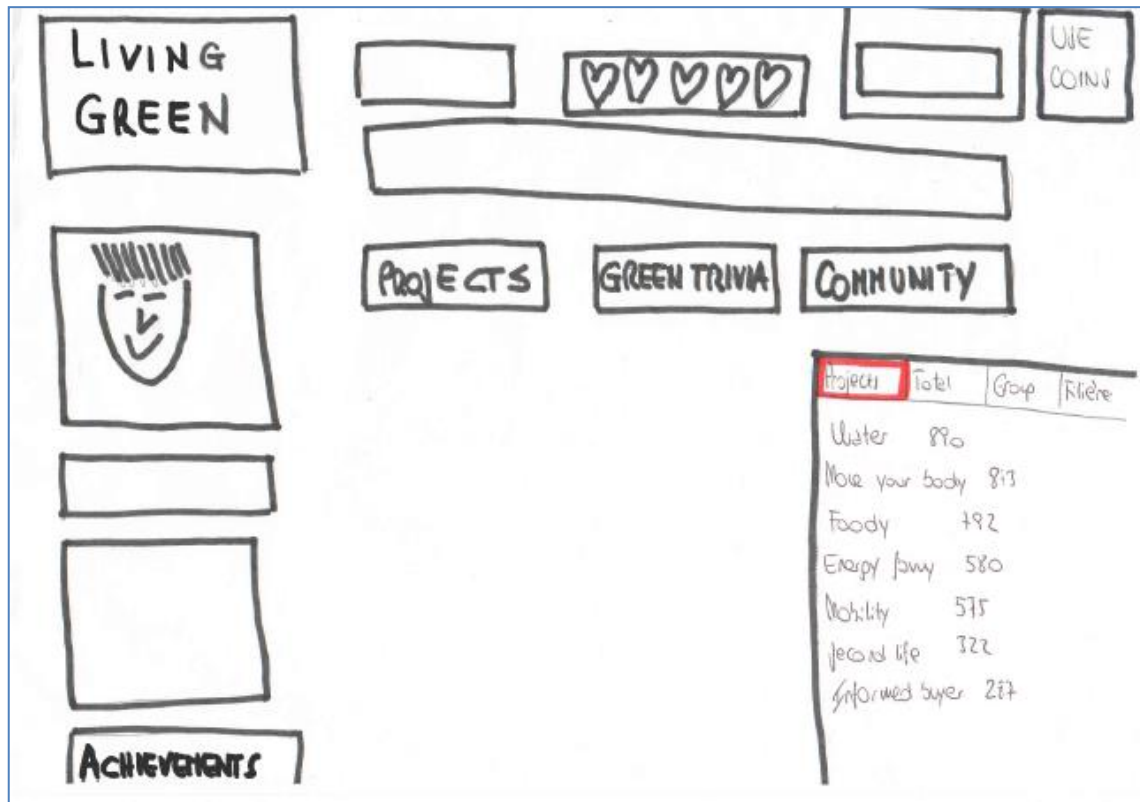 LIVING
GREEN
USE
COINS
PROJECTS
GREEN TRIVIA
COMMUNITY
Projects Total Group Filière
Water 890
Move your body 813
Foody 792
Energy 580
Mobility 575
Second life 322
Informed buyer 287
ACHIEVEMENTS